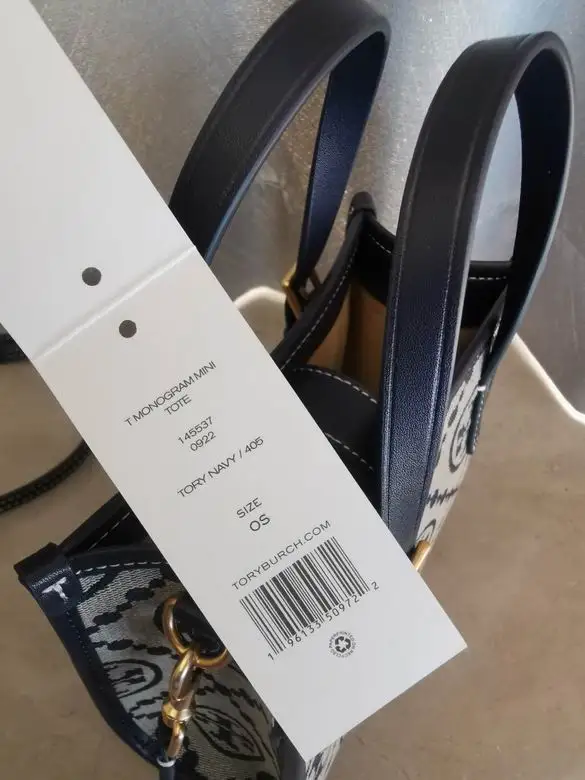 T MONOGRAM MINI
TOTE
145537
0922
TORY NAVY / 405
SIZE
OS
TORYBURCH.COM
1 96133 50972 2